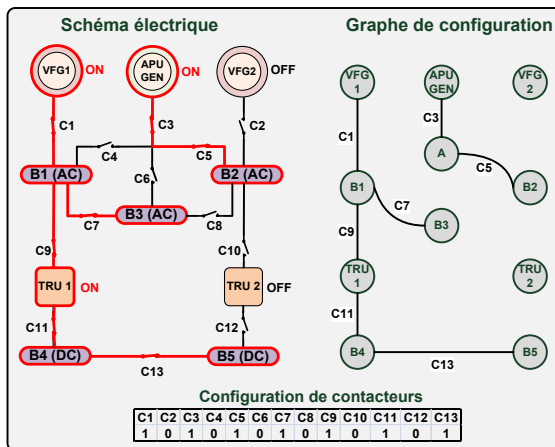 Schéma électrique
Graphe de configuration
VFG1 ON
APU GEN ON
VFG2 OFF
C1
C3
C2
C4
C5
C6
B1 (AC)
B2 (AC)
B3 (AC)
C7
C8
C9
C10
TRU 1 ON
TRU 2 OFF
C11
C12
B4 (DC)
B5 (DC)
C13
VFG 1
APU GEN
VFG 2
C3
C1
A
C5
B1
C7
B2
B3
C9
TRU 1
TRU 2
C11
B4
C13
B5
Configuration de contacteurs
C1 C2 C3 C4 C5 C6 C7 C8 C9 C10 C11 C12 C13
1 0 1 0 1 0 1 0 1 0 1 0 1